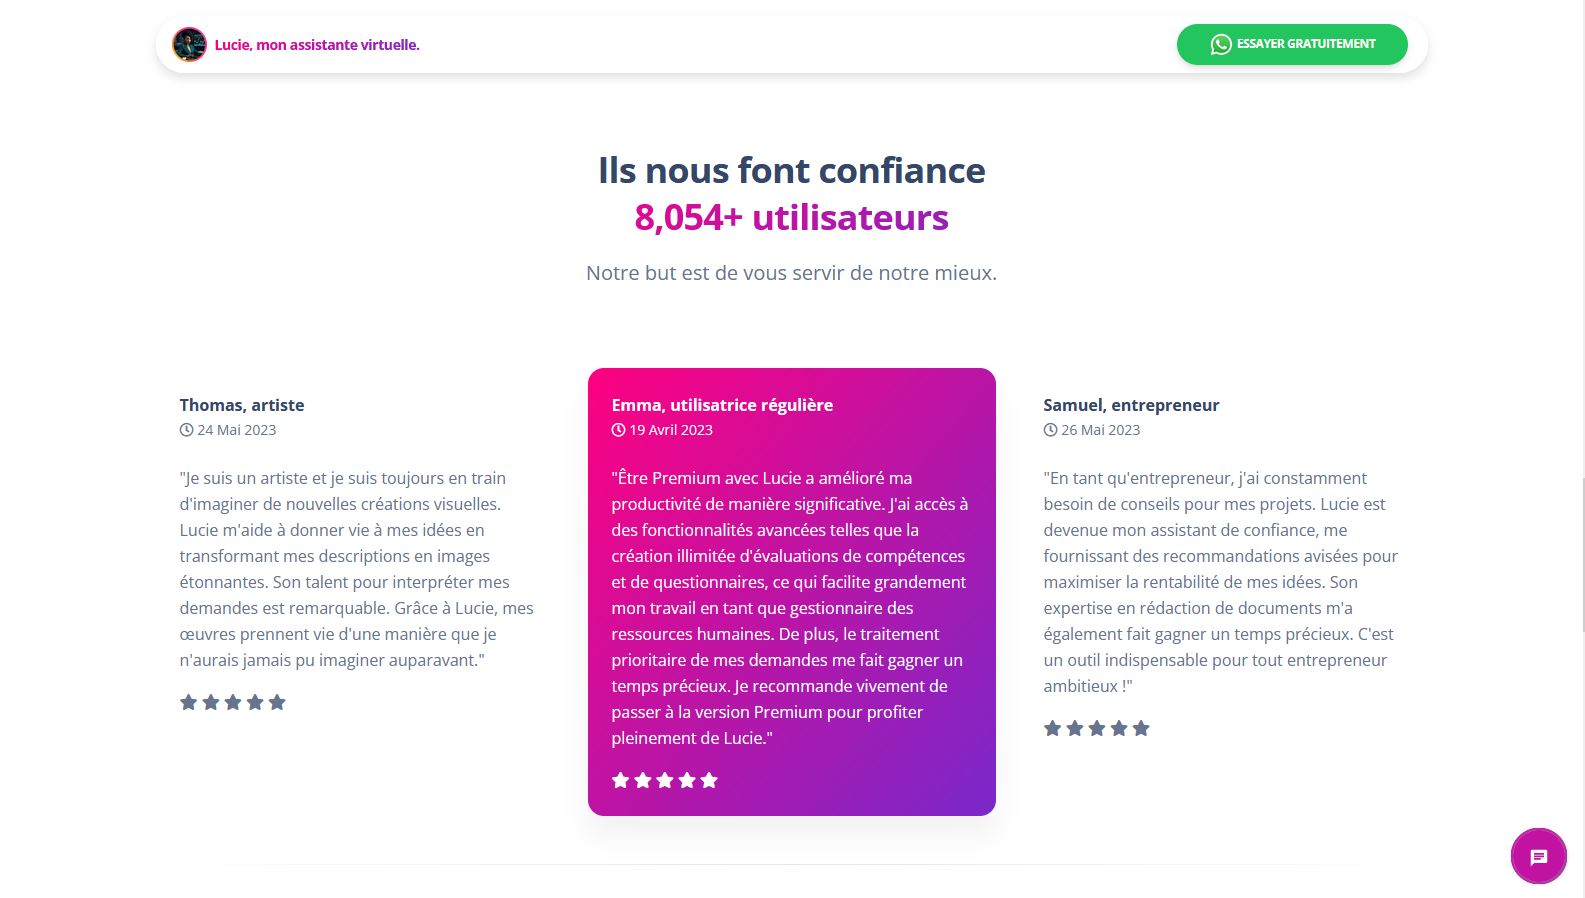 Lucie, mon assistante virtuelle.
ESSAYER GRATUITEMENT
Ils nous font confiance
8,054+ utilisateurs
Notre but est de vous servir de notre mieux.
Thomas, artiste
24 Mai 2023
"Je suis un artiste et je suis toujours en train
d'imaginer de nouvelles créations visuelles.
Lucie m'aide à donner vie à mes idées en
transformant mes descriptions en images
étonnantes. Son talent pour interpréter mes
demandes est remarquable. Grâce à Lucie, mes
œuvres prennent vie d'une manière que je
n'aurais jamais pu imaginer auparavant."
Emma, utilisatrice régulière
19 Avril 2023
"Être Premium avec Lucie a amélioré ma
productivité de manière significative. J'ai accès à
des fonctionnalités avancées telles que la
création illimitée d'évaluations de compétences
et de questionnaires, ce qui facilite grandement
mon travail en tant que gestionnaire des
ressources humaines. De plus, le traitement
prioritaire de mes demandes me fait gagner un
temps précieux. Je recommande vivement de
passer à la version Premium pour profiter
pleinement de Lucie."
Samuel, entrepreneur
26 Mai 2023
"En tant qu'entrepreneur, j'ai constamment
besoin de conseils pour mes projets. Lucie est
devenue mon assistant de confiance, me
fournissant des recommandations avisées pour
maximiser la rentabilité de mes idées. Son
expertise en rédaction de documents m'a
également fait gagner un temps précieux. C'est
un outil indispensable pour tout entrepreneur
ambitieux !"